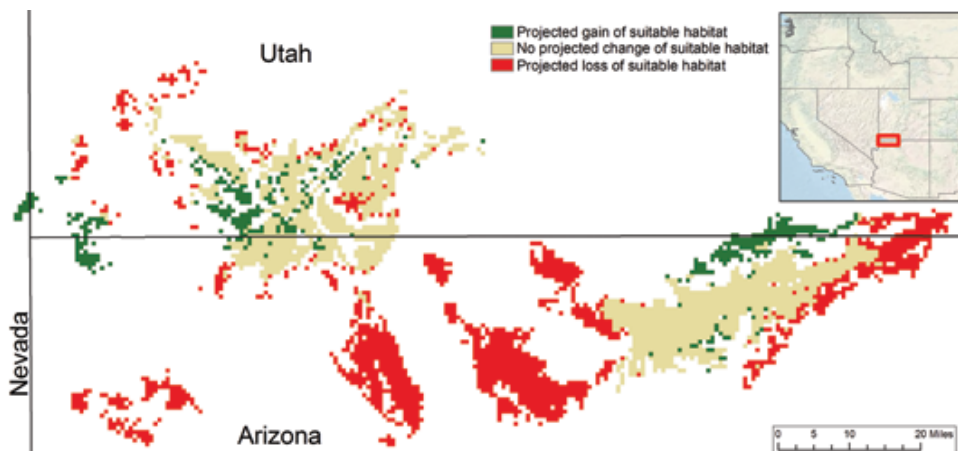 Utah
Projected gain of suitable habitat
No projected change of suitable habitat
Projected loss of suitable habitat
Nevada
Arizona
0 5 10 20 Miles